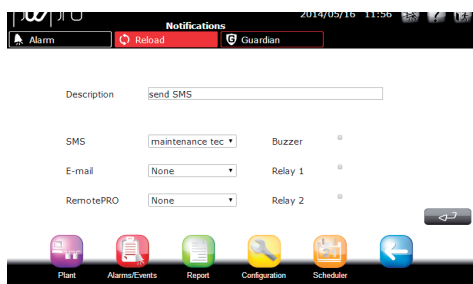 Notifications
2014/05/16 11:56
Alarm Reload Guardian
Description send SMS
SMS maintenance tec Buzzer
E-mail None Relay 1
RemotePRO None Relay 2
Plant Alarms/Events Report Configuration Scheduler